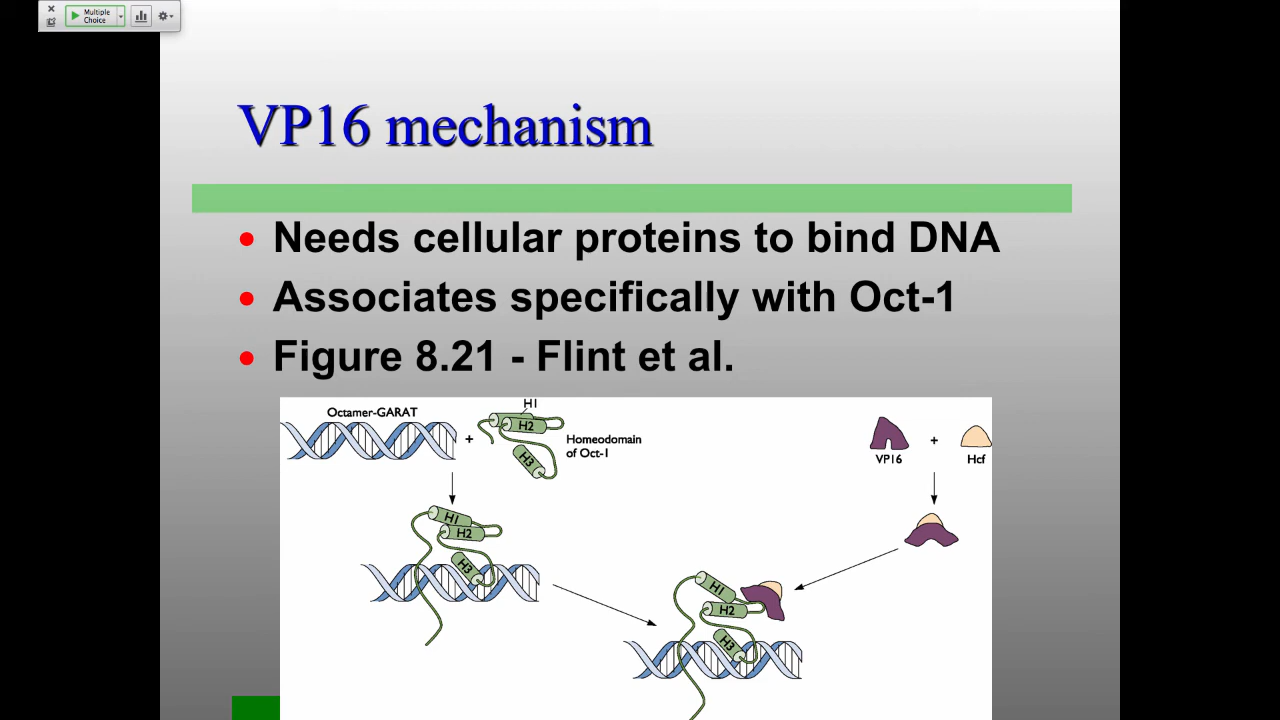 Multiple
Choice
VP16 mechanism
• Needs cellular proteins to bind DNA
• Associates specifically with Oct-1
• Figure 8.21 - Flint et al.
Octamer-GARAT
+
H1
H2
H3
Homeodomain
of Oct-1
VP16
+
Hcf
H1
H2
H3
H1
H2
H3